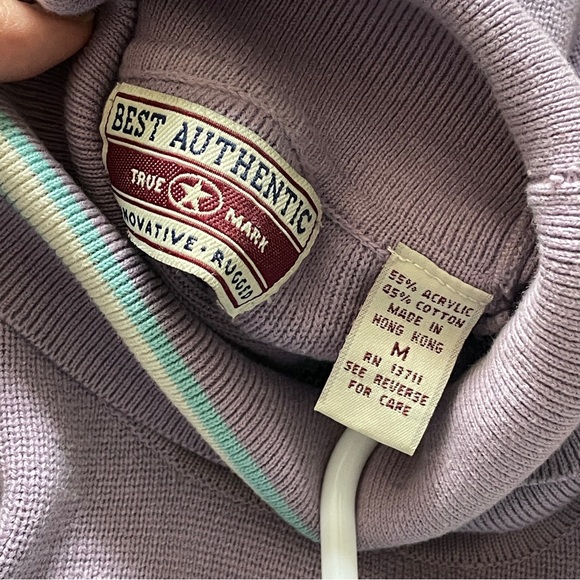 BEST AUTHENTIC
TRUE MARK
INNOVATIVE · RUGGED
55% ACRYLIC
45% COTTON
MADE IN
HONG KONG
M
RN 13711
SEE REVERSE
FOR CARE